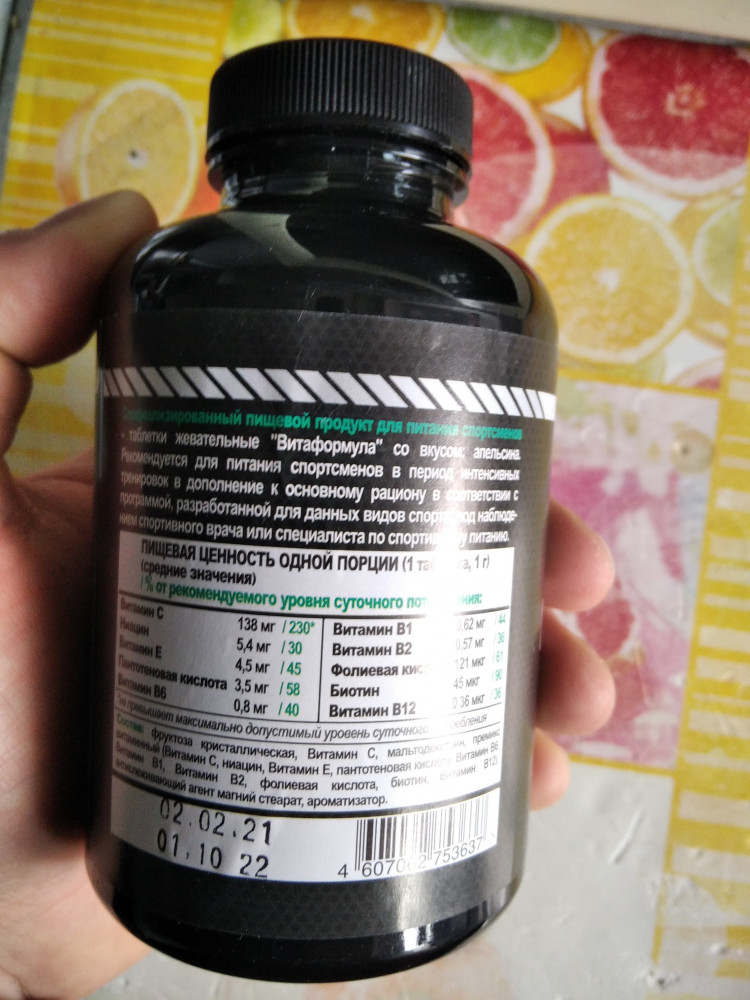 Специализированный пищевой продукт для питания спортсменов
- таблетки жевательные "Витаформула" со вкусом: апельсина.
Рекомендуется для питания спортсменов в период интенсивных
тренировок в дополнение к основному рациону в соответствии с
программой, разработанной для данных видов спорта под наблюде-
нием спортивного врача или специалиста по спортивному питанию.
ПИЩЕВАЯ ЦЕННОСТЬ ОДНОЙ ПОРЦИИ (1 1 г)
(средние значения)
/ % от рекомендуемого уровня суточного
Витамин С 138 мг / 230*
Ниацин 5,4 мг / 30
Витамин Е 4,5 мг / 45
Пантотеновая кислота 3,5 мг / 58
Витамин В6 0,8 мг / 40
Витамин В1 0,62 мг / 44
Витамин В2 0.57 мг / 36
Фолиевая 121 мкг / 61
Биотин 45 мкг / 90
Витамин В12 0.36 мкг / 36
*не превышает максимально допустимый уровень суточного потребления
Состав: фруктоза кристаллическая, Витамин С, мальтодекстрин, премикс
витаминный (Витамин С, ниацин, Витамин Е, пантотеновая кислота, Витамин В6,
Витамин В1, Витамин В2, фолиевая кислота, биотин, Витамин В12),
антислеживающий агент магний стеарат, ароматизатор.
02.02.21
01.10 22
4 607062 753637 >